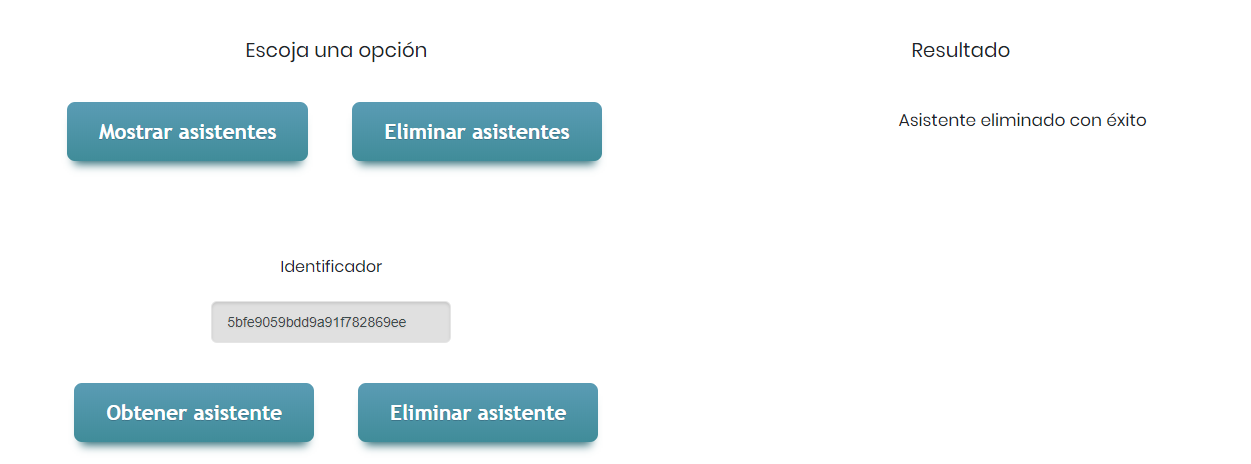 Escoja una opción
Resultado
Mostrar asistentes
Eliminar asistentes
Asistente eliminado con éxito
Identificador
5bfe9059bdd9a91f782869ee
Obtener asistente
Eliminar asistente